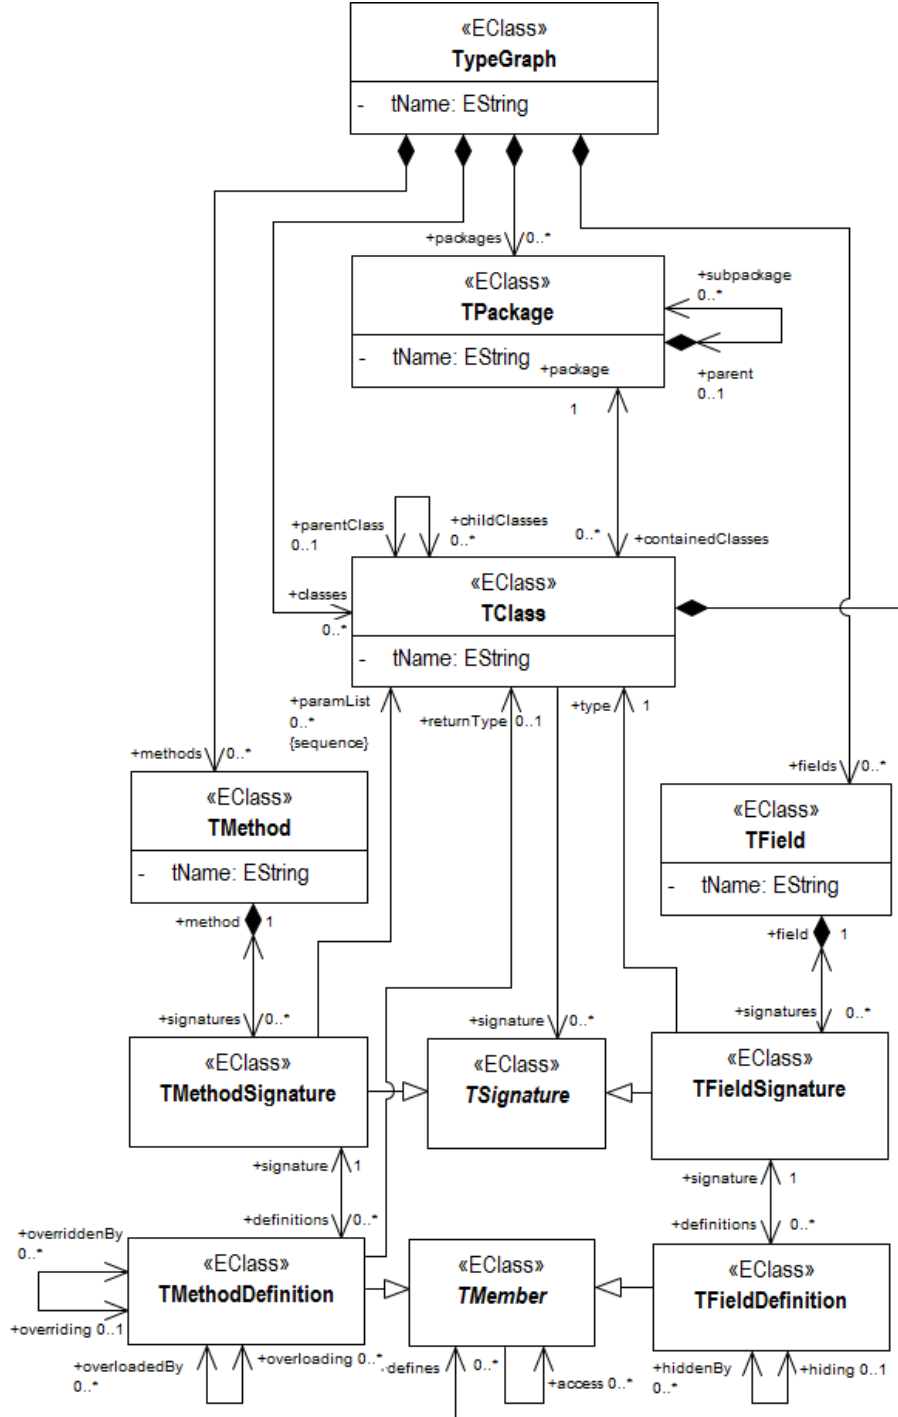 «EClass»
TypeGraph
- tName: EString
+packages 0..*
«EClass»
TPackage
- tName: EString
+subpackage
0..*
+parent
0..1
+package
1
+parentClass
0..1
+childClasses
0..*
0..* +containedClasses
+classes
0..*
«EClass»
TClass
- tName: EString
+paramList
0..*
{sequence}
+returnType 0..1
+type 1
+methods 0..*
+fields 0..*
«EClass»
TMethod
- tName: EString
«EClass»
TField
- tName: EString
+method 1
+field 1
+signatures 0..*
+signature 0..*
+signatures 0..*
«EClass»
TMethodSignature
«EClass»
TSignature
«EClass»
TFieldSignature
+signature 1
+signature 1
+definitions 0..*
+definitions 0..*
+overriddenBy
0..*
+overriding 0..1
«EClass»
TMethodDefinition
«EClass»
TMember
«EClass»
TFieldDefinition
+overloadedBy
0..*
+overloading 0..*
-defines 0..*
+access 0..*
+hiddenBy
0..*
+hiding 0..1